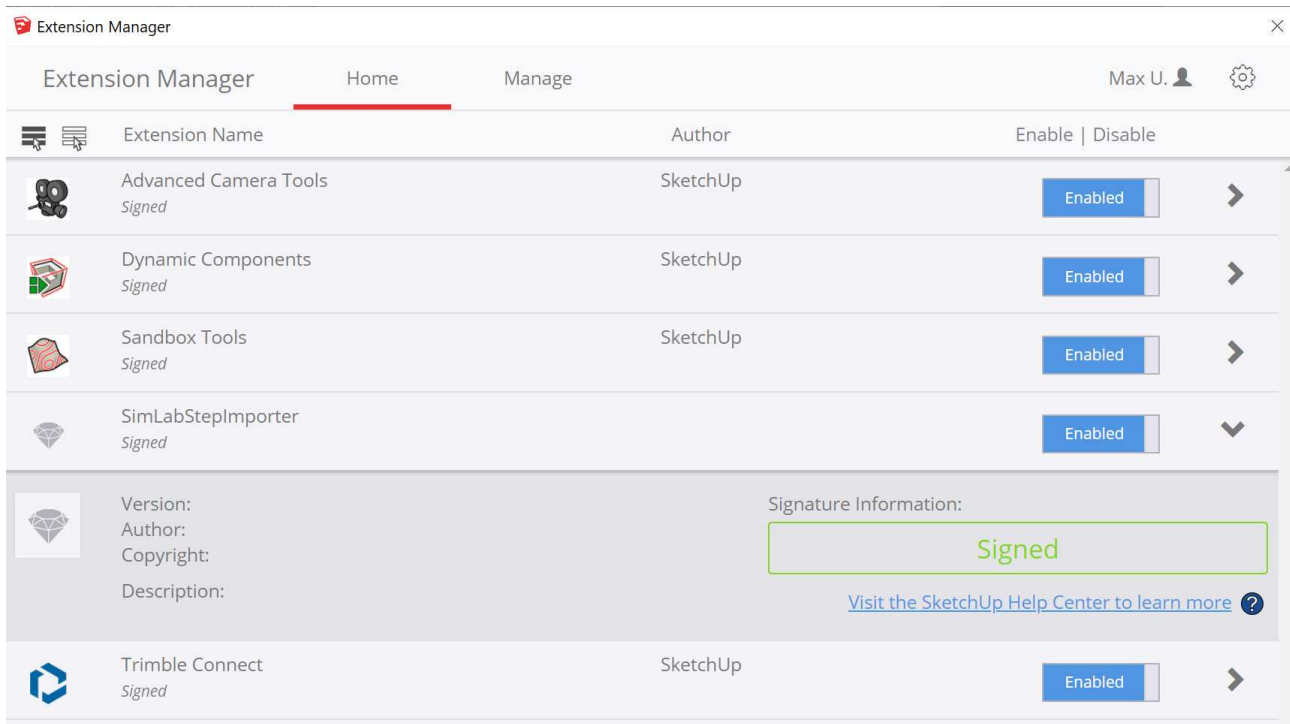 Extension Manager
Extension Manager Home Manage Max U.
Extension Name Author Enable | Disable
Advanced Camera Tools SketchUp Enabled
Signed
Dynamic Components SketchUp Enabled
Signed
Sandbox Tools SketchUp Enabled
Signed
SimLabStepImporter Enabled
Signed
Version: Signature Information:
Author:
Copyright: Signed
Description:
Visit the SketchUp Help Center to learn more ?
Trimble Connect SketchUp Enabled
Signed